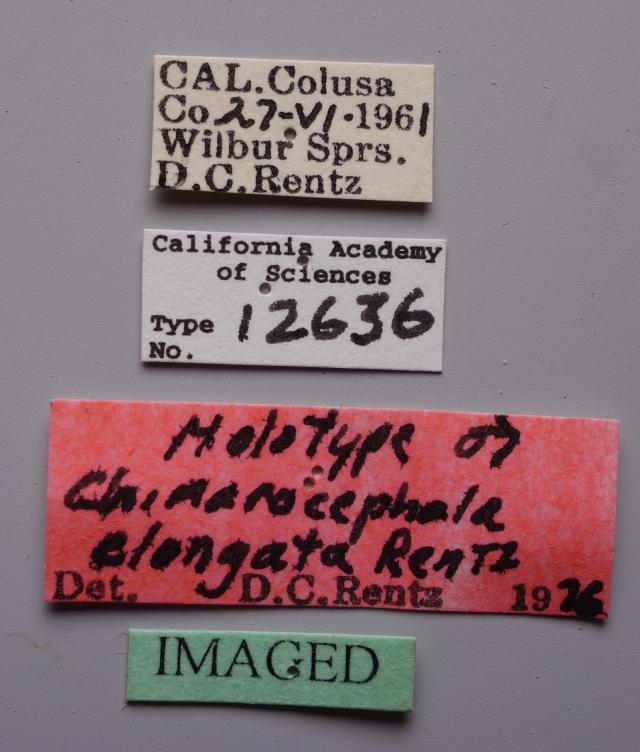 CAL.Colusa
Co 27-VI-1961
Wilbur Sprs.
D.C.Rentz
California Academy
of Sciences
Type 12636
No.
Holotype ♂
Chimarocephala
elongata Rentz
Det. D.C.Rentz 1976
IMAGED